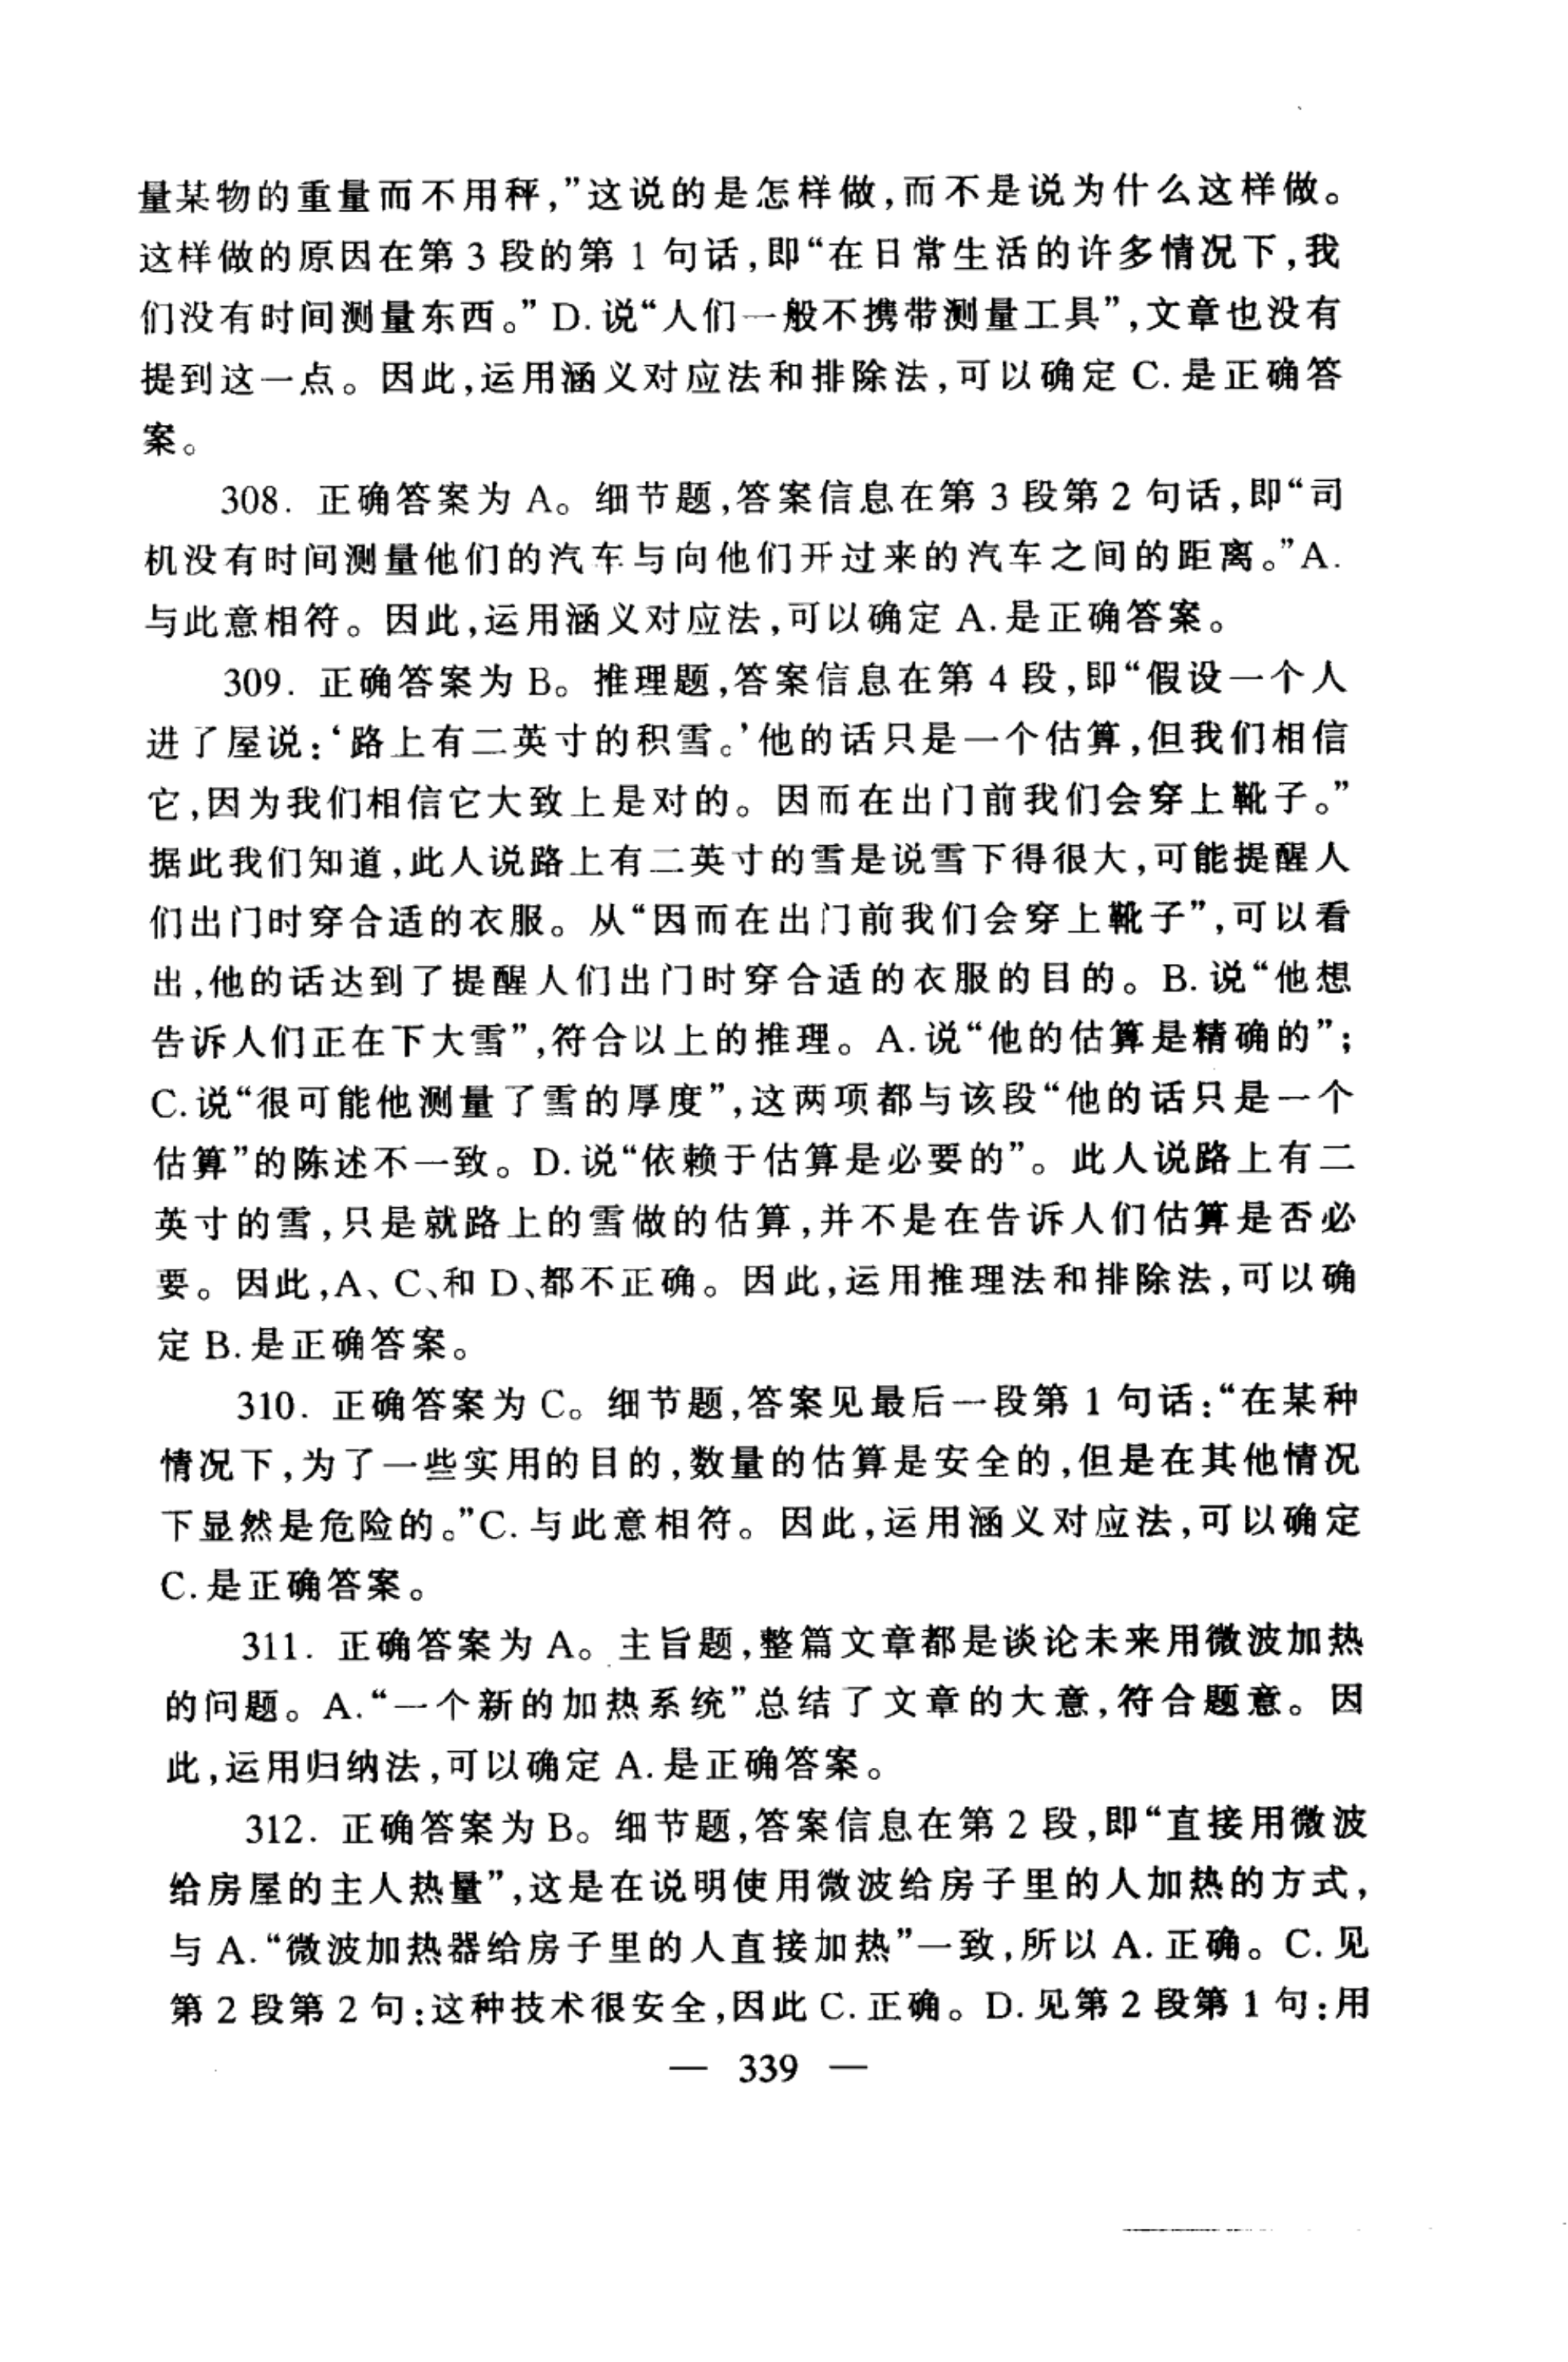 量某物的重量而不用秤，”这说的是怎样做，而不是说为什么这样做。
这样做的原因在第 3 段的第 1 句话，即“在日常生活的许多情况下，我
们没有时间测量东西。” D. 说“人们一般不携带测量工具”，文章也没有
提到这一点。因此，运用涵义对应法和排除法，可以确定 C. 是正确答
案。
308. 正确答案为 A。细节题，答案信息在第 3 段第 2 句话，即“司
机没有时间测量他们的汽车与向他们开过来的汽车之间的距离。”A.
与此意相符。因此，运用涵义对应法，可以确定 A. 是正确答案。
309. 正确答案为 B。推理题，答案信息在第 4 段，即“假设一个人
进了屋说：‘路上有二英寸的积雪。’他的话只是一个估算，但我们相信
它，因为我们相信它大致上是对的。因而在出门前我们会穿上靴子。”
据此我们知道，此人说路上有二英寸的雪是说雪下得很大，可能提醒人
们出门时穿合适的衣服。从“因而在出门前我们会穿上靴子”，可以看
出，他的话达到了提醒人们出门时穿合适的衣服的目的。B. 说“他想
告诉人们正在下大雪”，符合以上的推理。A. 说“他的估算是精确的”；
C. 说“很可能他测量了雪的厚度”，这两项都与该段“他的话只是一个
估算”的陈述不一致。D. 说“依赖于估算是必要的”。此人说路上有二
英寸的雪，只是就路上的雪做的估算，并不是在告诉人们估算是否必
要。因此，A、C、和 D、都不正确。因此，运用推理法和排除法，可以确
定 B. 是正确答案。
310. 正确答案为 C。细节题，答案见最后一段第 1 句话：“在某种
情况下，为了一些实用的目的，数量的估算是安全的，但是在其他情况
下显然是危险的。”C. 与此意相符。因此，运用涵义对应法，可以确定
C. 是正确答案。
311. 正确答案为 A。主旨题，整篇文章都是谈论未来用微波加热
的问题。A. “一个新的加热系统”总结了文章的大意，符合题意。因
此，运用归纳法，可以确定 A. 是正确答案。
312. 正确答案为 B。细节题，答案信息在第 2 段，即“直接用微波
给房屋的主人热量”，这是在说明使用微波给房子里的人加热的方式，
与 A. “微波加热器给房子里的人直接加热”一致，所以 A. 正确。C. 见
第 2 段第 2 句：这种技术很安全，因此 C. 正确。D. 见第 2 段第 1 句：用
— 339 —